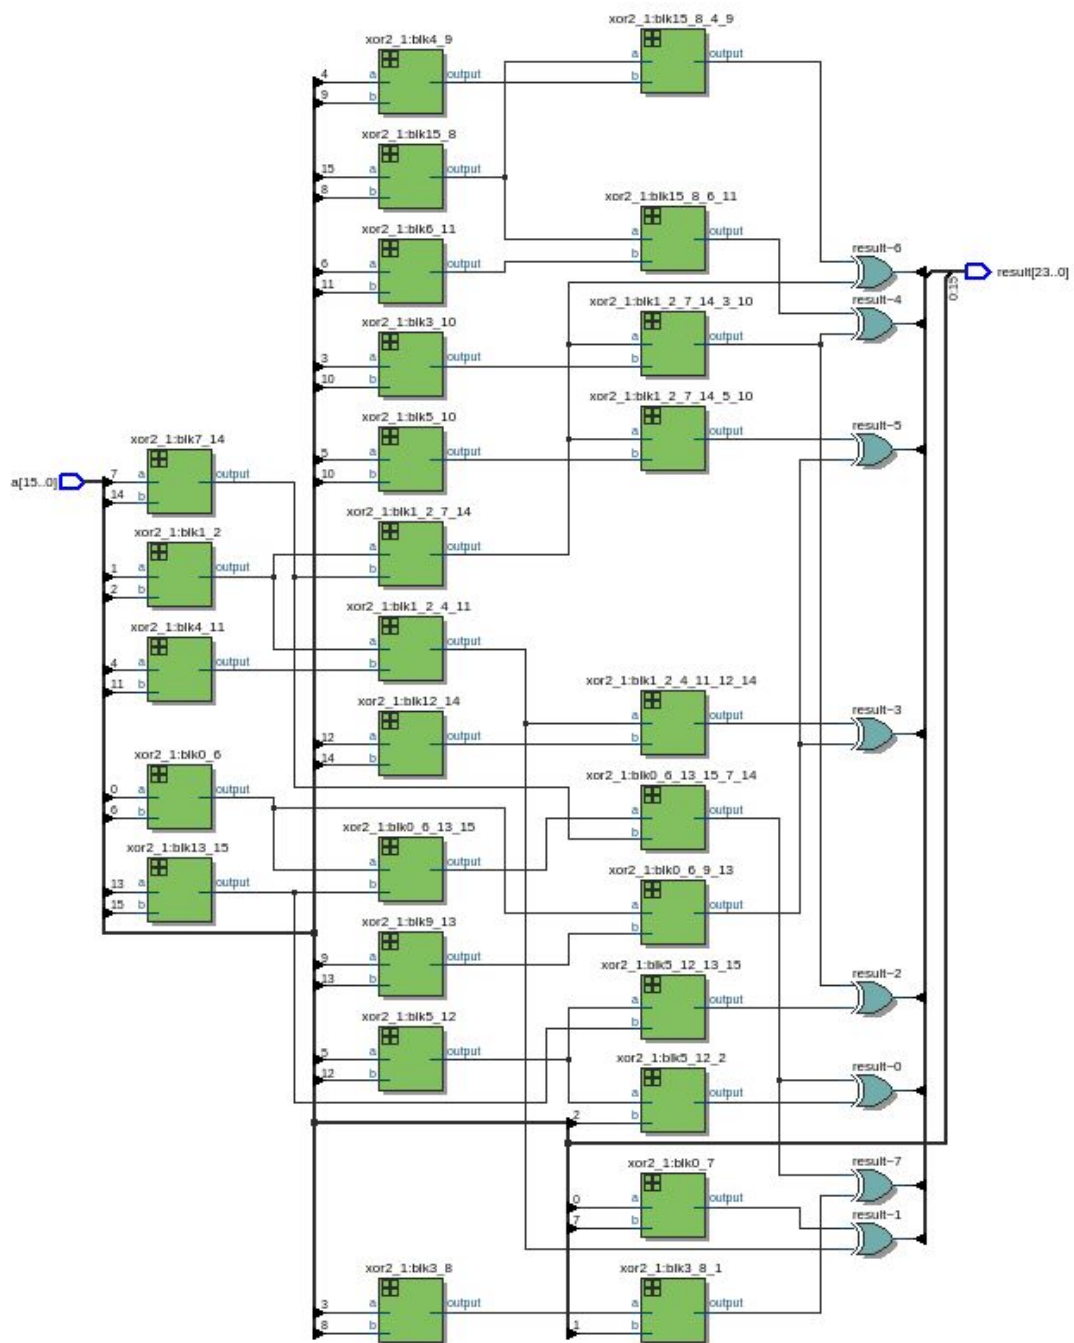 a[15..0]
xor2_1:blk7_14
7
a
14
b
output
xor2_1:blk1_2
1
a
2
b
output
xor2_1:blk4_11
4
a
11
b
output
xor2_1:blk0_6
0
a
6
b
output
xor2_1:blk13_15
13
a
15
b
output
xor2_1:blk4_9
4
a
9
b
output
xor2_1:blk15_8
15
a
8
b
output
xor2_1:blk6_11
6
a
11
b
output
xor2_1:blk3_10
3
a
10
b
output
xor2_1:blk5_10
5
a
10
b
output
xor2_1:blk1_2_7_14
a
b
output
xor2_1:blk1_2_4_11
a
b
output
xor2_1:blk12_14
12
a
14
b
output
xor2_1:blk0_6_13_15
a
b
output
xor2_1:blk9_13
9
a
13
b
output
xor2_1:blk5_12
5
a
12
b
output
xor2_1:blk3_8
3
a
8
b
output
xor2_1:blk15_8_4_9
a
b
output
xor2_1:blk15_8_6_11
a
b
output
xor2_1:blk1_2_7_14_3_10
a
b
output
xor2_1:blk1_2_7_14_5_10
a
b
output
xor2_1:blk1_2_4_11_12_14
a
b
output
xor2_1:blk0_6_13_15_7_14
a
b
output
xor2_1:blk0_6_9_13
a
b
output
xor2_1:blk5_12_13_15
a
b
output
xor2_1:blk5_12_2
a
2
b
output
xor2_1:blk0_7
0
a
7
b
output
xor2_1:blk3_8_1
a
1
b
output
result~6
result~4
result~5
result~3
result~2
result~0
result~7
result~1
0:15
result[23..0]